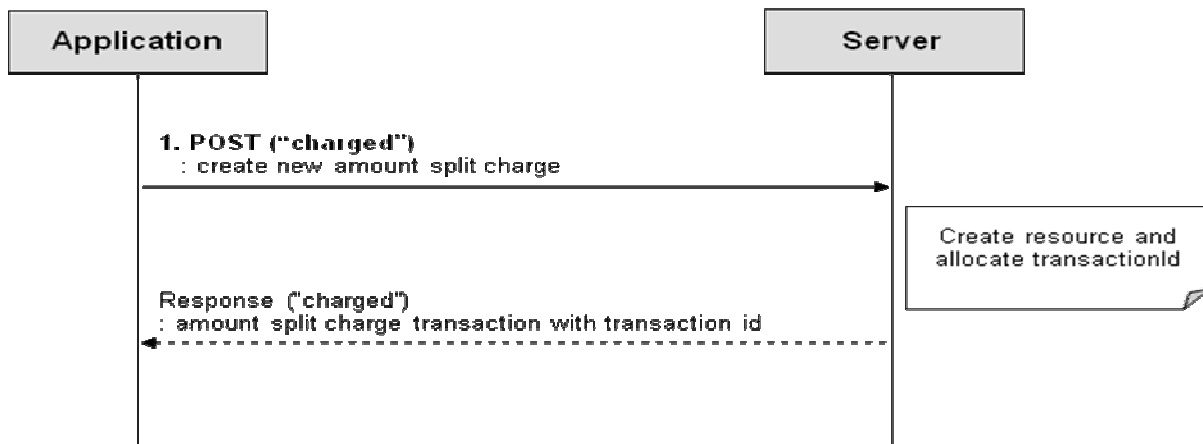 Application
Server
1. POST ("charged")
: create new amount split charge
Create resource and
allocate transactionId
Response ("charged")
: amount split charge transaction with transaction id